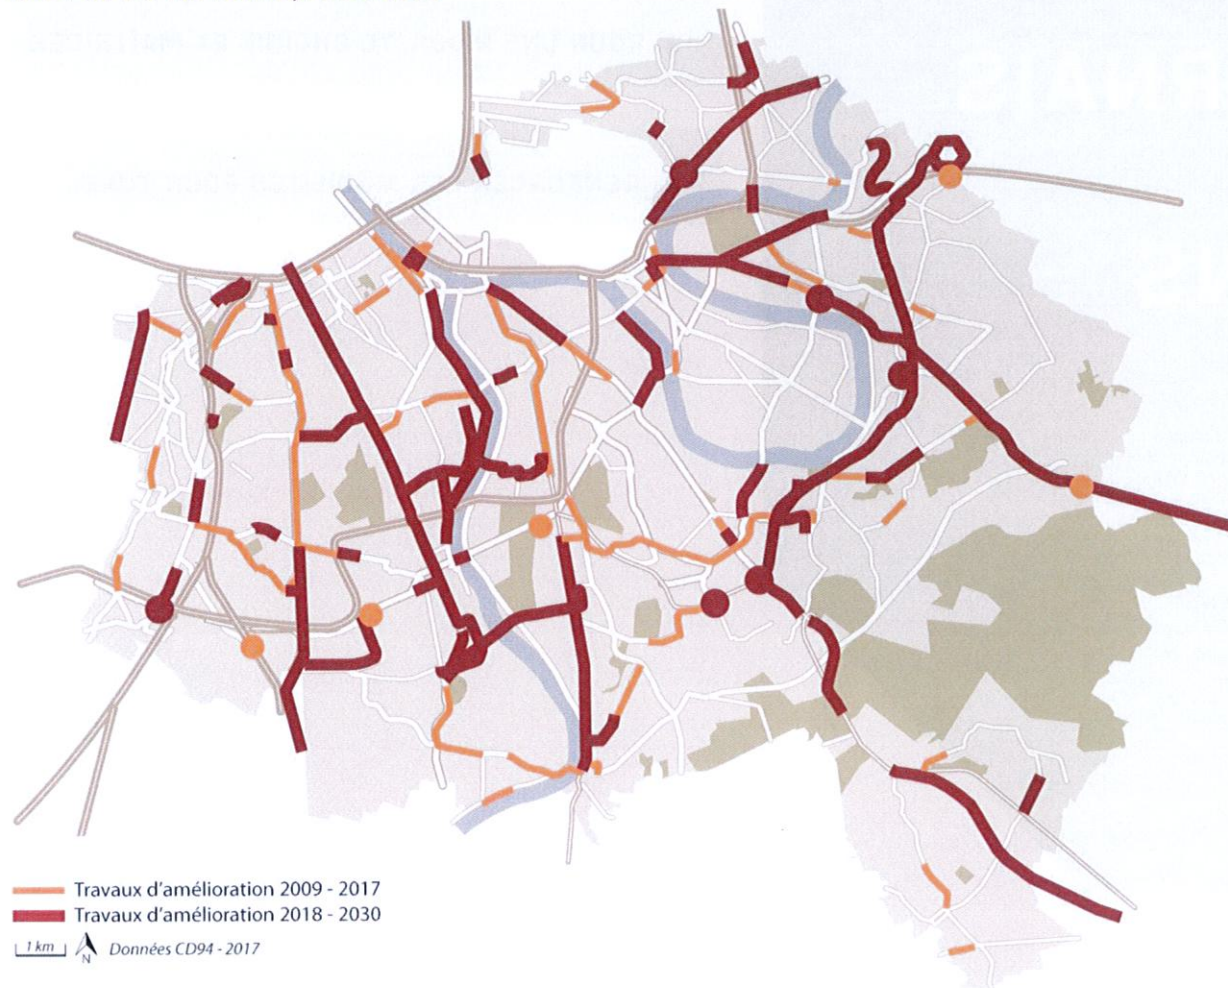 Travaux d'amélioration 2009 - 2017
Travaux d'amélioration 2018 - 2030
1 km
N
Données CD94 - 2017